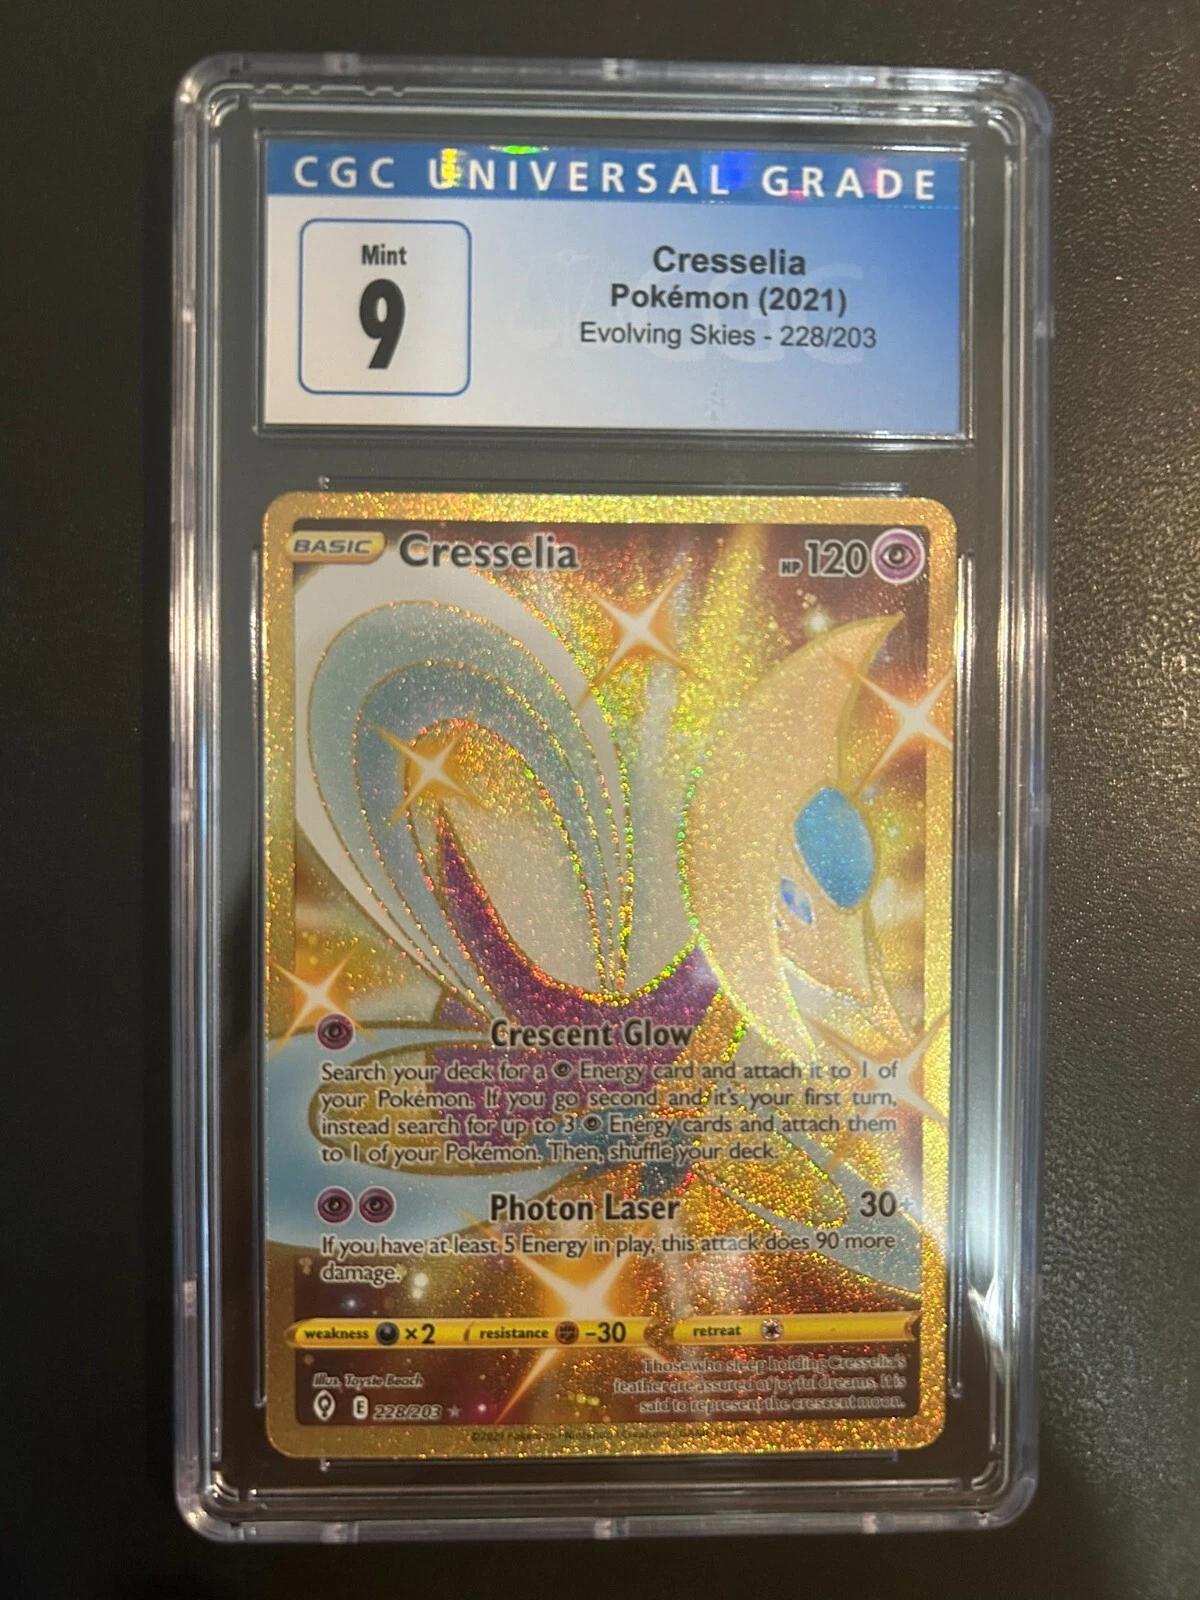 CGC UNIVERSAL GRADE
Mint
9
Cresselia
Pokémon (2021)
Evolving Skies - 228/203
BASIC Cresselia HP 120
Crescent Glow
Search your deck for a Energy card and attach it to 1 of
your Pokémon. If you go second and it's your first turn,
instead search for up to 3 Energy cards and attach them
to 1 of your Pokémon. Then, shuffle your deck.
Photon Laser 30+
If you have at least 5 Energy in play, this attack does 90 more
damage.
weakness ×2 resistance -30 retreat
Illus. Toyste Beach
Those who sleep holding Cresselia's
feather are assured of joyful dreams. It is
said to represent the crescent moon.
E 228/203 ★
©2021 Pokémon / Nintendo / Creatures /